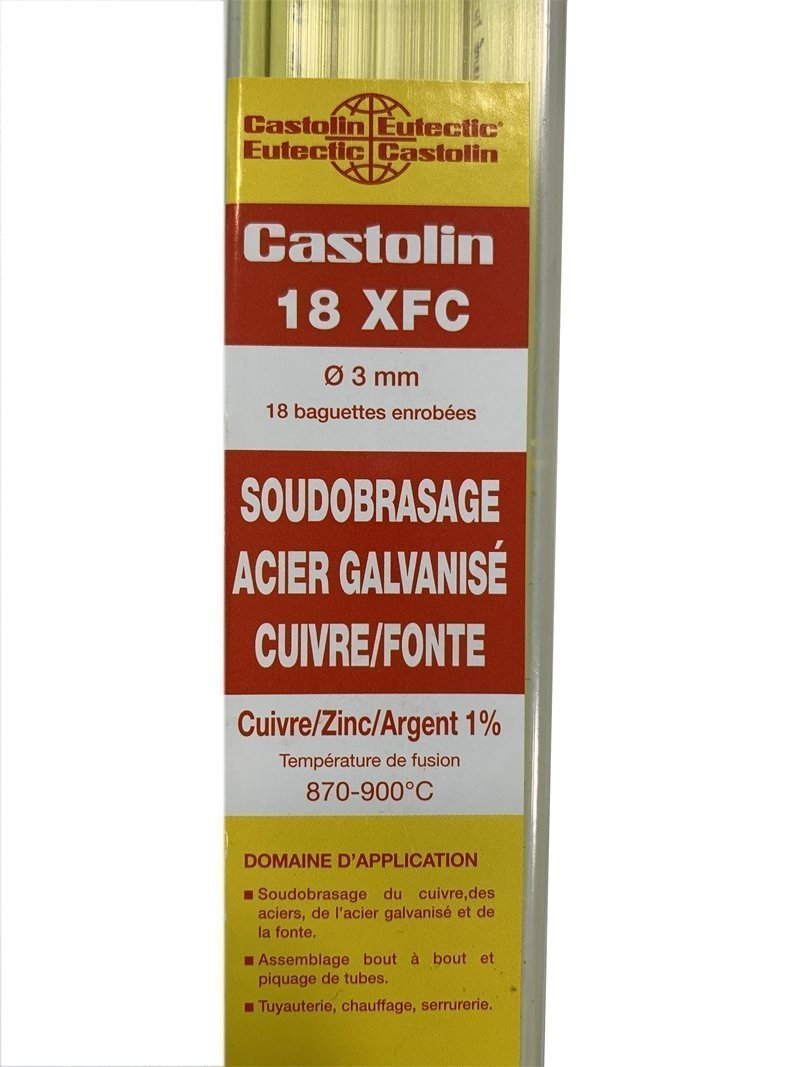 Castolin Eutectic®
Eutectic Castolin
Castolin
18 XFC
Ø 3 mm
18 baguettes enrobées
SOUDOBRASAGE
ACIER GALVANISÉ
CUIVRE/FONTE
Cuivre/Zinc/Argent 1%
Température de fusion
870-900°C
DOMAINE D'APPLICATION
■ Soudobrasage du cuivre,des
aciers, de l'acier galvanisé et de
la fonte.
■ Assemblage bout à bout et
piquage de tubes.
■ Tuyauterie, chauffage, serrurerie.